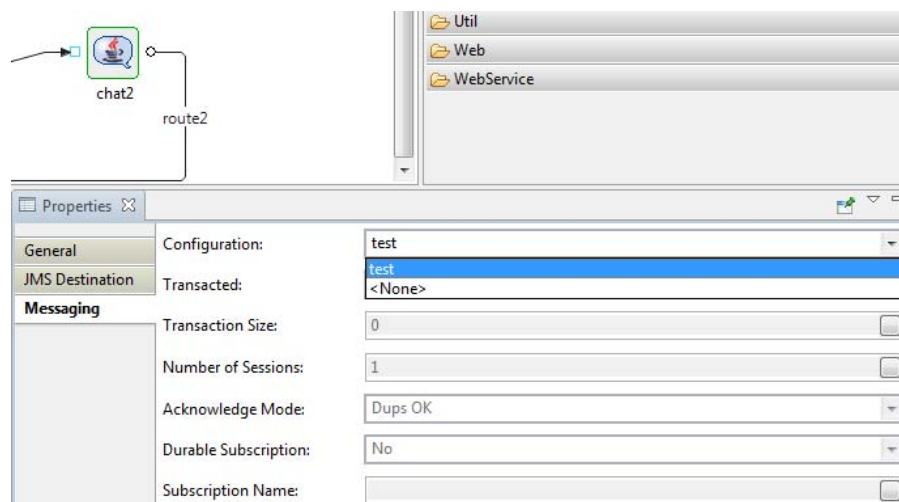 Util
Web
WebService
chat2
route2
Properties
General
JMS Destination
Messaging
Configuration: test
test
<None>
Transacted:
Transaction Size: 0
Number of Sessions: 1
Acknowledge Mode: Dups OK
Durable Subscription: No
Subscription Name: